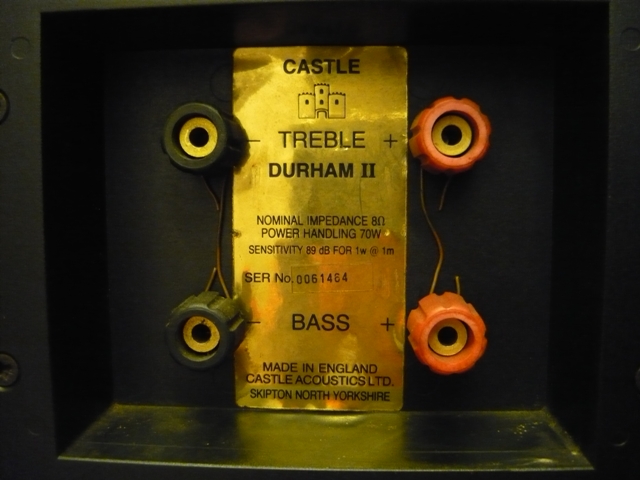 CASTLE
- TREBLE +
DURHAM II
NOMINAL IMPEDANCE 8Ω
POWER HANDLING 70W
SENSITIVITY 89 dB FOR 1w @ 1m
SER No. 0061464
- BASS +
MADE IN ENGLAND
CASTLE ACOUSTICS LTD.
SKIPTON NORTH YORKSHIRE